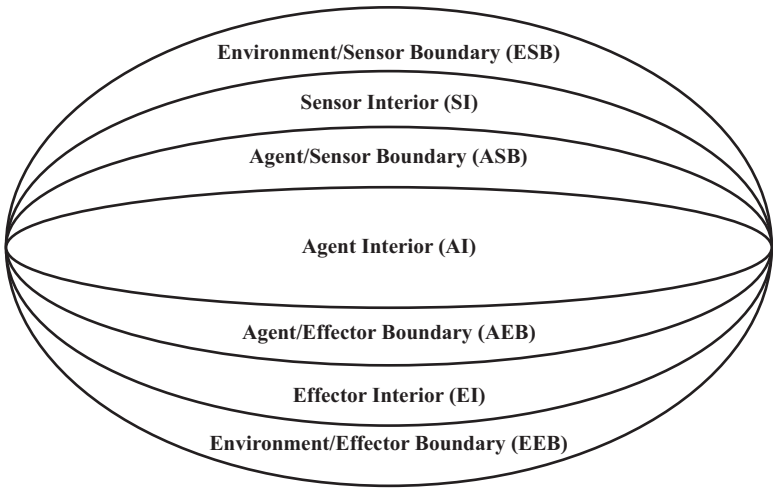 Environment/Sensor Boundary (ESB)
Sensor Interior (SI)
Agent/Sensor Boundary (ASB)
Agent Interior (AI)
Agent/Effector Boundary (AEB)
Effector Interior (EI)
Environment/Effector Boundary (EEB)